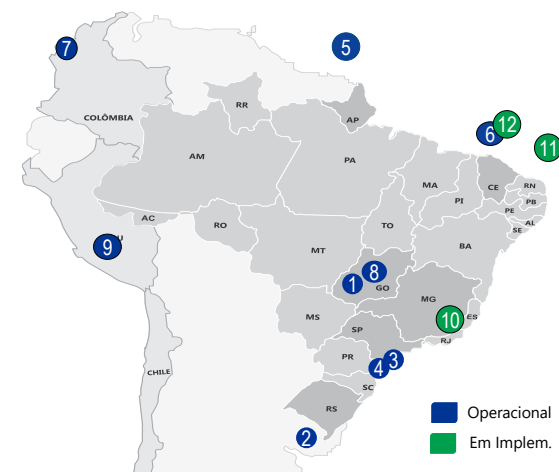 7
5
COLÔMBIA
RR
AP
12
6
11
AM
PA
MA
CE
RN
PI
PB
PE
AL
SE
AC
RO
TO
BA
9
U
MT
8
1
GO
MG
MS
10
ES
SP
RJ
PR
3
4
CHILE
SC
RS
2
Operacional
Em Implem.